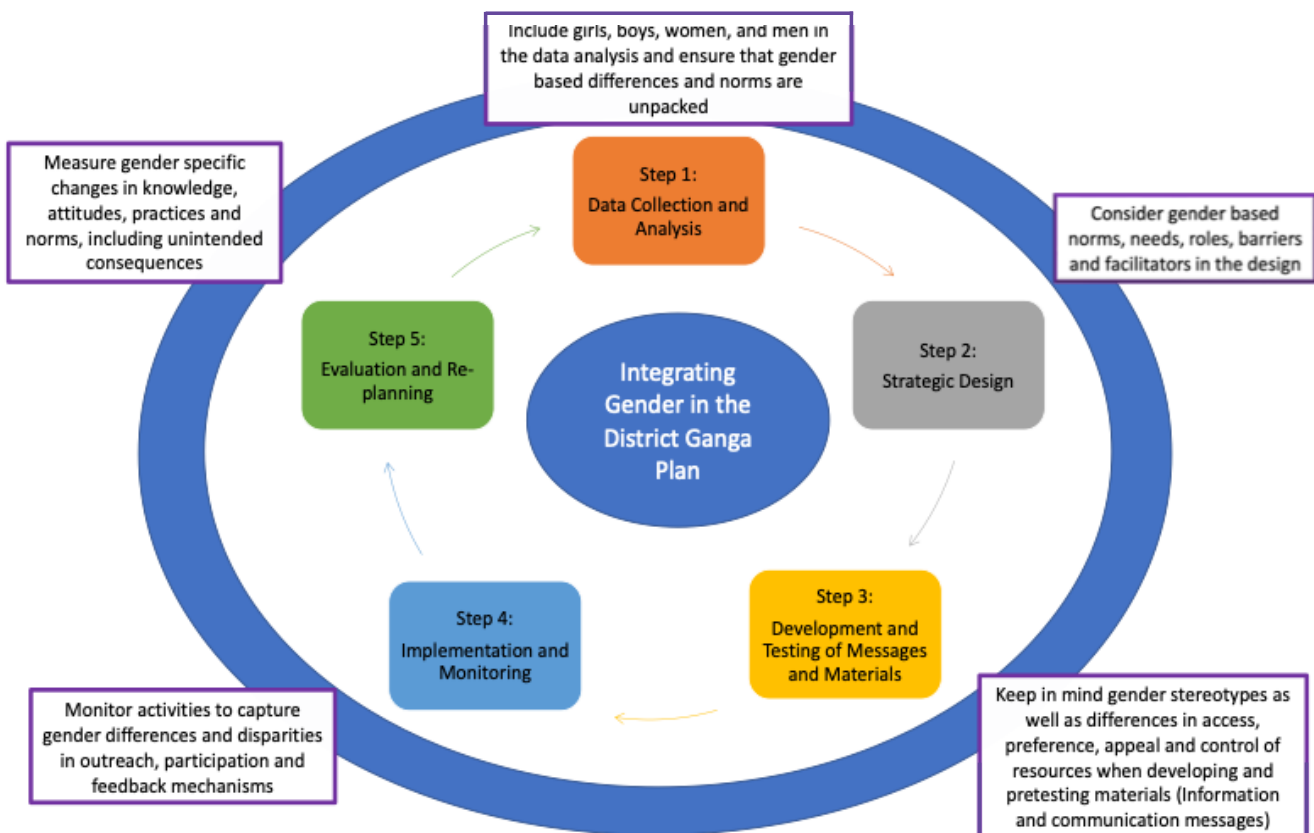 Include girls, boys, women, and men in
the data analysis and ensure that gender
based differences and norms are
unpacked
Measure gender specific
changes in knowledge,
attitudes, practices and
norms, including unintended
consequences
Step 1:
Data Collection and
Analysis
Consider gender based
norms, needs, roles, barriers
and facilitators in the design
Step 5:
Evaluation and Re-
planning
Integrating
Gender in the
District Ganga
Plan
Step 2:
Strategic Design
Step 4:
Implementation and
Monitoring
Step 3:
Development and
Testing of Messages
and Materials
Monitor activities to capture
gender differences and disparities
in outreach, participation and
feedback mechanisms
Keep in mind gender stereotypes as
well as differences in access,
preference, appeal and control of
resources when developing and
pretesting materials (Information
and communication messages)